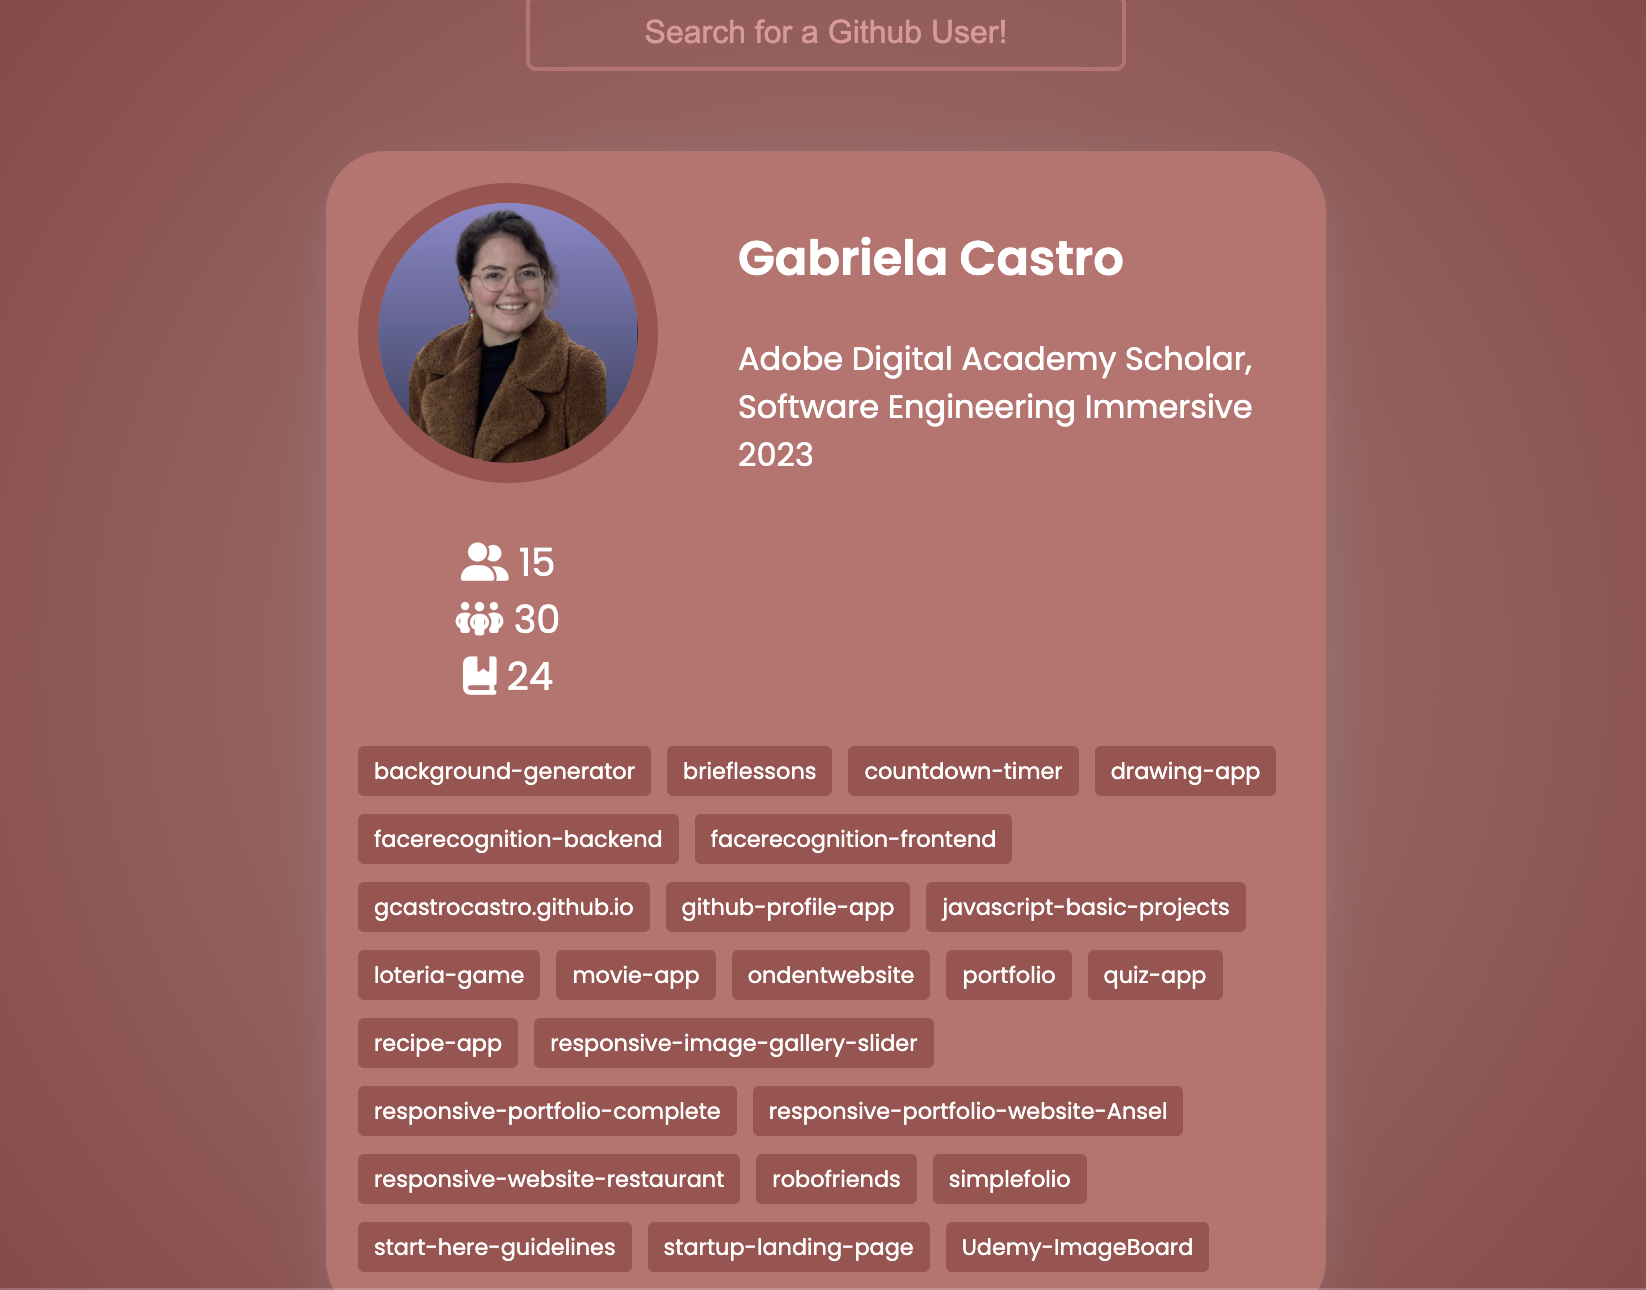 Search for a Github User!
Gabriela Castro
Adobe Digital Academy Scholar,
Software Engineering Immersive
2023
15
30
24
background-generator brieflessons countdown-timer drawing-app
facerecognition-backend facerecognition-frontend
gcastrocastro.github.io github-profile-app javascript-basic-projects
loteria-game movie-app ondentwebsite portfolio quiz-app
recipe-app responsive-image-gallery-slider
responsive-portfolio-complete responsive-portfolio-website-Ansel
responsive-website-restaurant robofriends simplefolio
start-here-guidelines startup-landing-page Udemy-ImageBoard